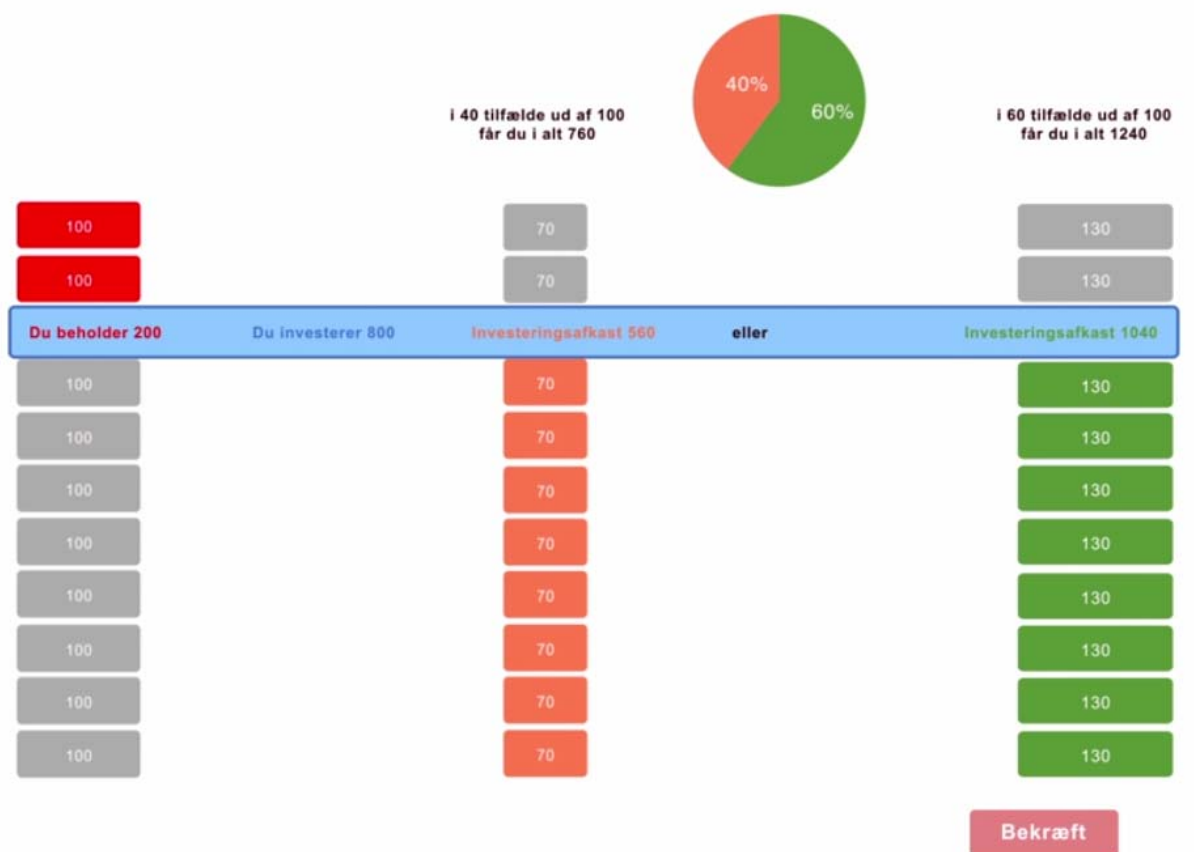 40%
60%
i 40 tilfælde ud af 100
får du i alt 760
i 60 tilfælde ud af 100
får du i alt 1240
100 70 130
100 70 130
Du beholder 200 Du investerer 800 Investeringsafkast 560 eller Investeringsafkast 1040
100 70 130
100 70 130
100 70 130
100 70 130
100 70 130
100 70 130
100 70 130
100 70 130
Bekræft